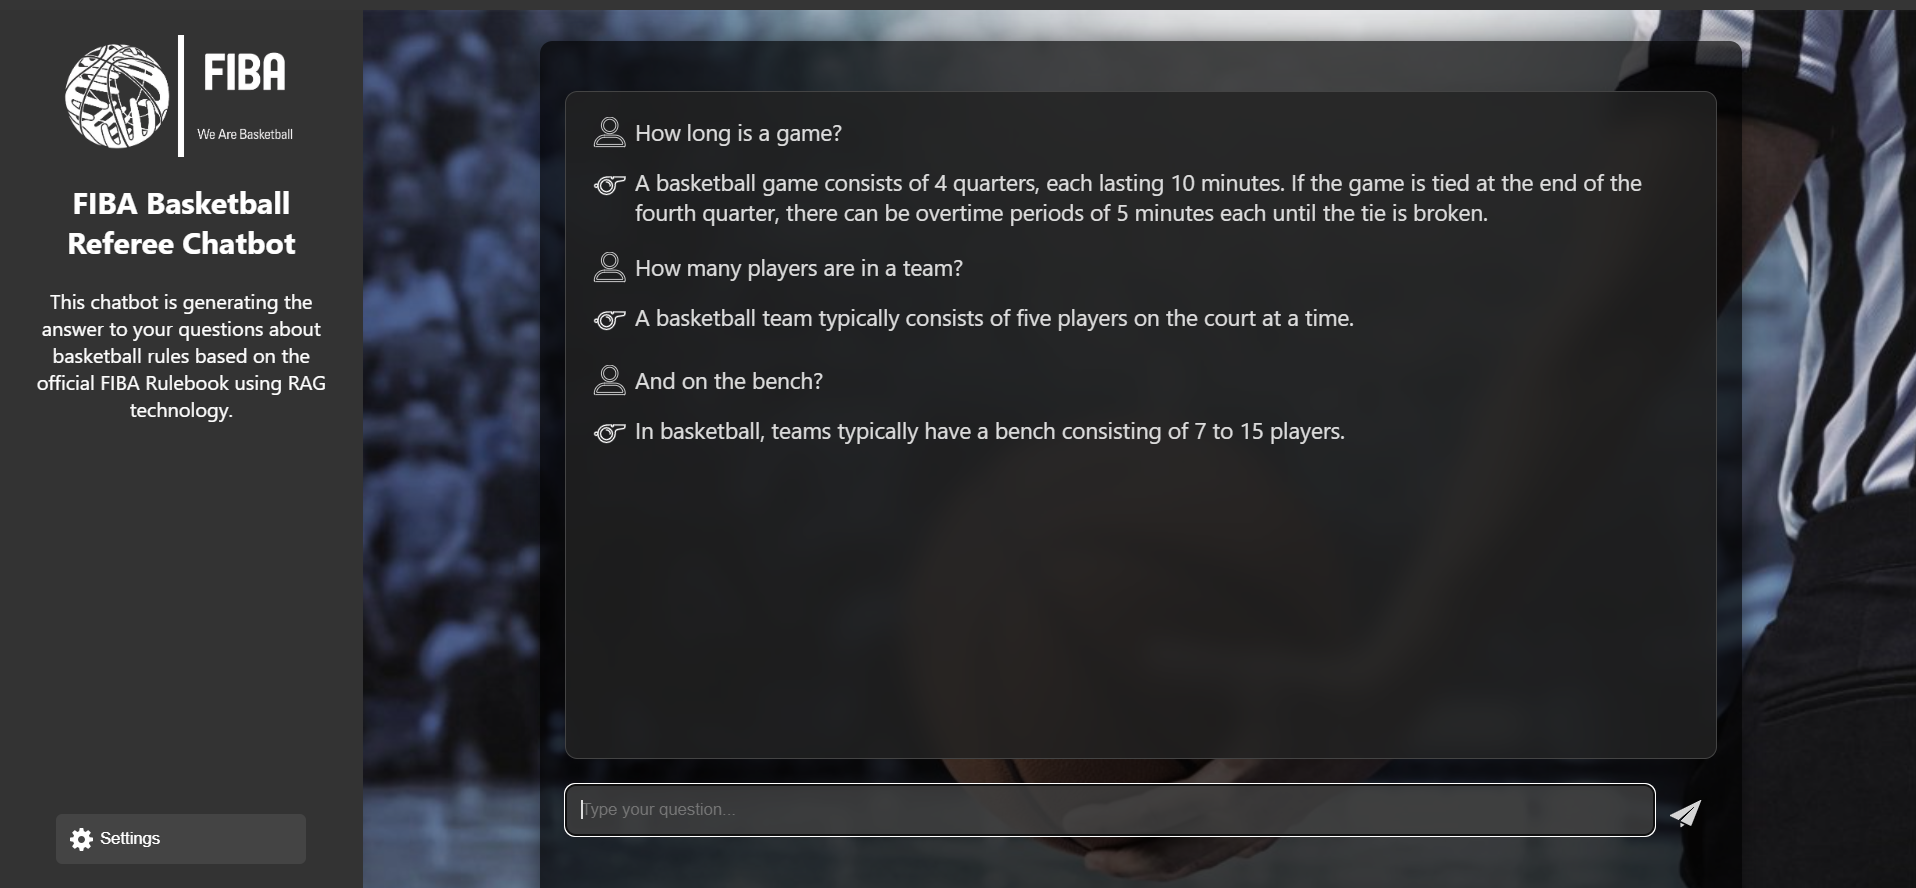 FIBA
We Are Basketball
FIBA Basketball
Referee Chatbot
This chatbot is generating the
answer to your questions about
basketball rules based on the
official FIBA Rulebook using RAG
technology.
Settings
How long is a game?
A basketball game consists of 4 quarters, each lasting 10 minutes. If the game is tied at the end of the
fourth quarter, there can be overtime periods of 5 minutes each until the tie is broken.
How many players are in a team?
A basketball team typically consists of five players on the court at a time.
And on the bench?
In basketball, teams typically have a bench consisting of 7 to 15 players.
Type your question...